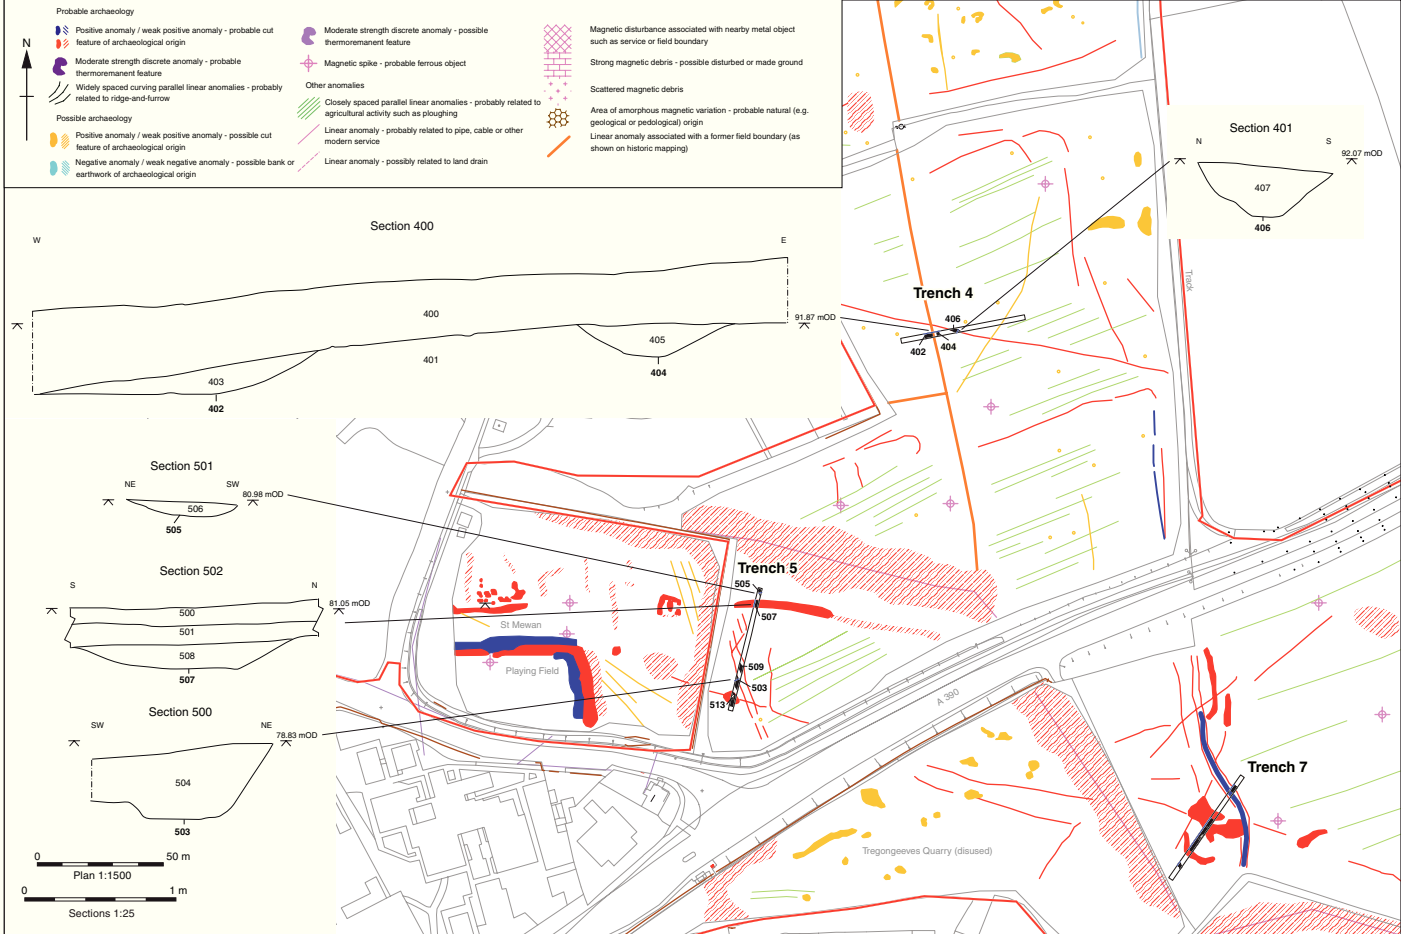 Probable archaeology
Positive anomaly / weak positive anomaly - probable cut
feature of archaeological origin
Moderate strength discrete anomaly - probable
thermoremanent feature
Widely spaced curving parallel linear anomalies - probably
related to ridge-and-furrow
Possible archaeology
Positive anomaly / weak positive anomaly - possible cut
feature of archaeological origin
Negative anomaly / weak negative anomaly - possible bank or
earthwork of archaeological origin
N
Moderate strength discrete anomaly - possible
thermoremanent feature
Magnetic spike - probable ferrous object
Other anomalies
Closely spaced parallel linear anomalies - probably related to
agricultural activity such as ploughing
Linear anomaly - probably related to pipe, cable or other
modern service
Linear anomaly - possibly related to land drain
Magnetic disturbance associated with nearby metal object
such as service or field boundary
Strong magnetic debris - possible disturbed or made ground
Scattered magnetic debris
Area of amorphous magnetic variation - probable natural (e.g.
geological or pedological) origin
Linear anomaly associated with a former field boundary (as
shown on historic mapping)
Section 401
N
S
92.07 mOD
407
406
Section 400
W
E
400
91.87 mOD
405
401
404
403
402
Trench 4
406
402
404
Track
Section 501
NE
SW
80.98 mOD
506
505
Section 502
S
N
81.05 mOD
500
501
508
507
Section 500
SW
NE
78.83 mOD
504
503
0
50 m
Plan 1:1500
0
1 m
Sections 1:25
Trench 5
505
507
509
503
513
St Mewan
Playing Field
A 390
Trench 7
Tregongeeves Quarry (disused)